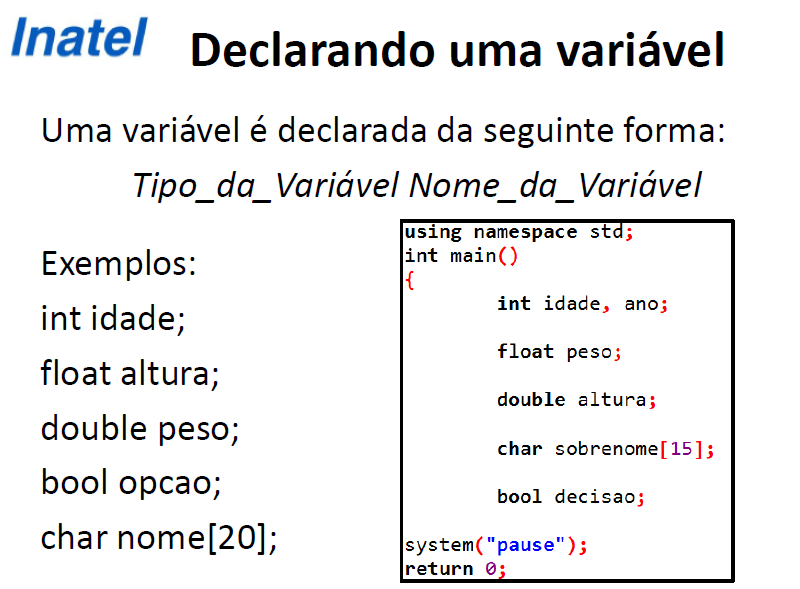 Inatel
Declarando uma variável
Uma variável é declarada da seguinte forma:
Tipo_da_Variável Nome_da_Variável
Exemplos:
int idade;
float altura;
double peso;
bool opcao;
char nome[20];
using namespace std;
int main()
{
int idade, ano;
float peso;
double altura;
char sobrenome[15];
bool decisao;
system("pause");
return 0;